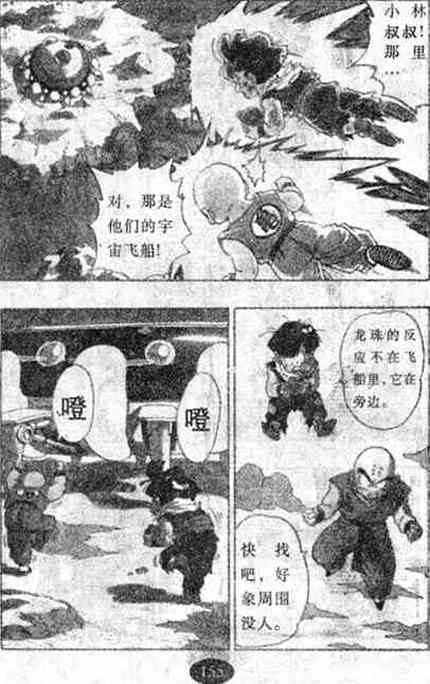 小林
叔叔!
那里
…
对，那是
他们的宇
宙飞船!
噔
噔
龙珠的反
应不在飞
船里，它在
旁边。
快找
吧，好
象周围
没人。
155